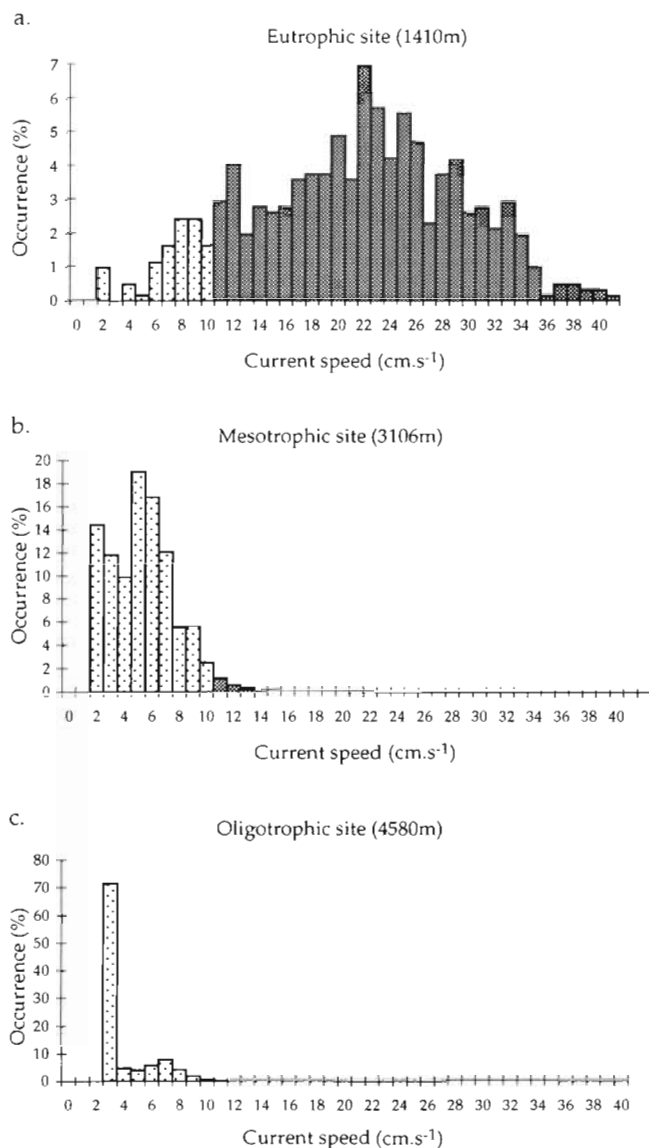 a.
Eutrophic site (1410m)
7
6
5
4
3
2
1
0
Occurrence (%)
0 2 4 6 8 10 12 14 16 18 20 22 24 26 28 30 32 34 36 38 40
Current speed (cm.s⁻¹)
b.
Mesotrophic site (3106m)
20
18
16
14
12
10
8
6
4
2
0
Occurrence (%)
0 2 4 6 8 10 12 14 16 18 20 22 24 26 28 30 32 34 36 38 40
Current speed (cm.s⁻¹)
c.
Oligotrophic site (4580m)
80
70
60
50
40
30
20
10
0
Occurrence (%)
0 2 4 6 8 10 12 14 16 18 20 22 24 26 28 30 32 34 36 38 40
Current speed (cm.s⁻¹)